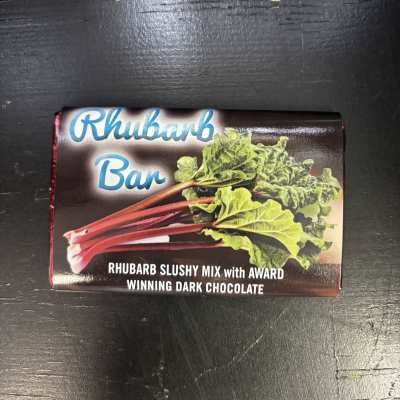 Rhubarb
Bar
RHUBARB SLUSHY MIX with AWARD
WINNING DARK CHOCOLATE